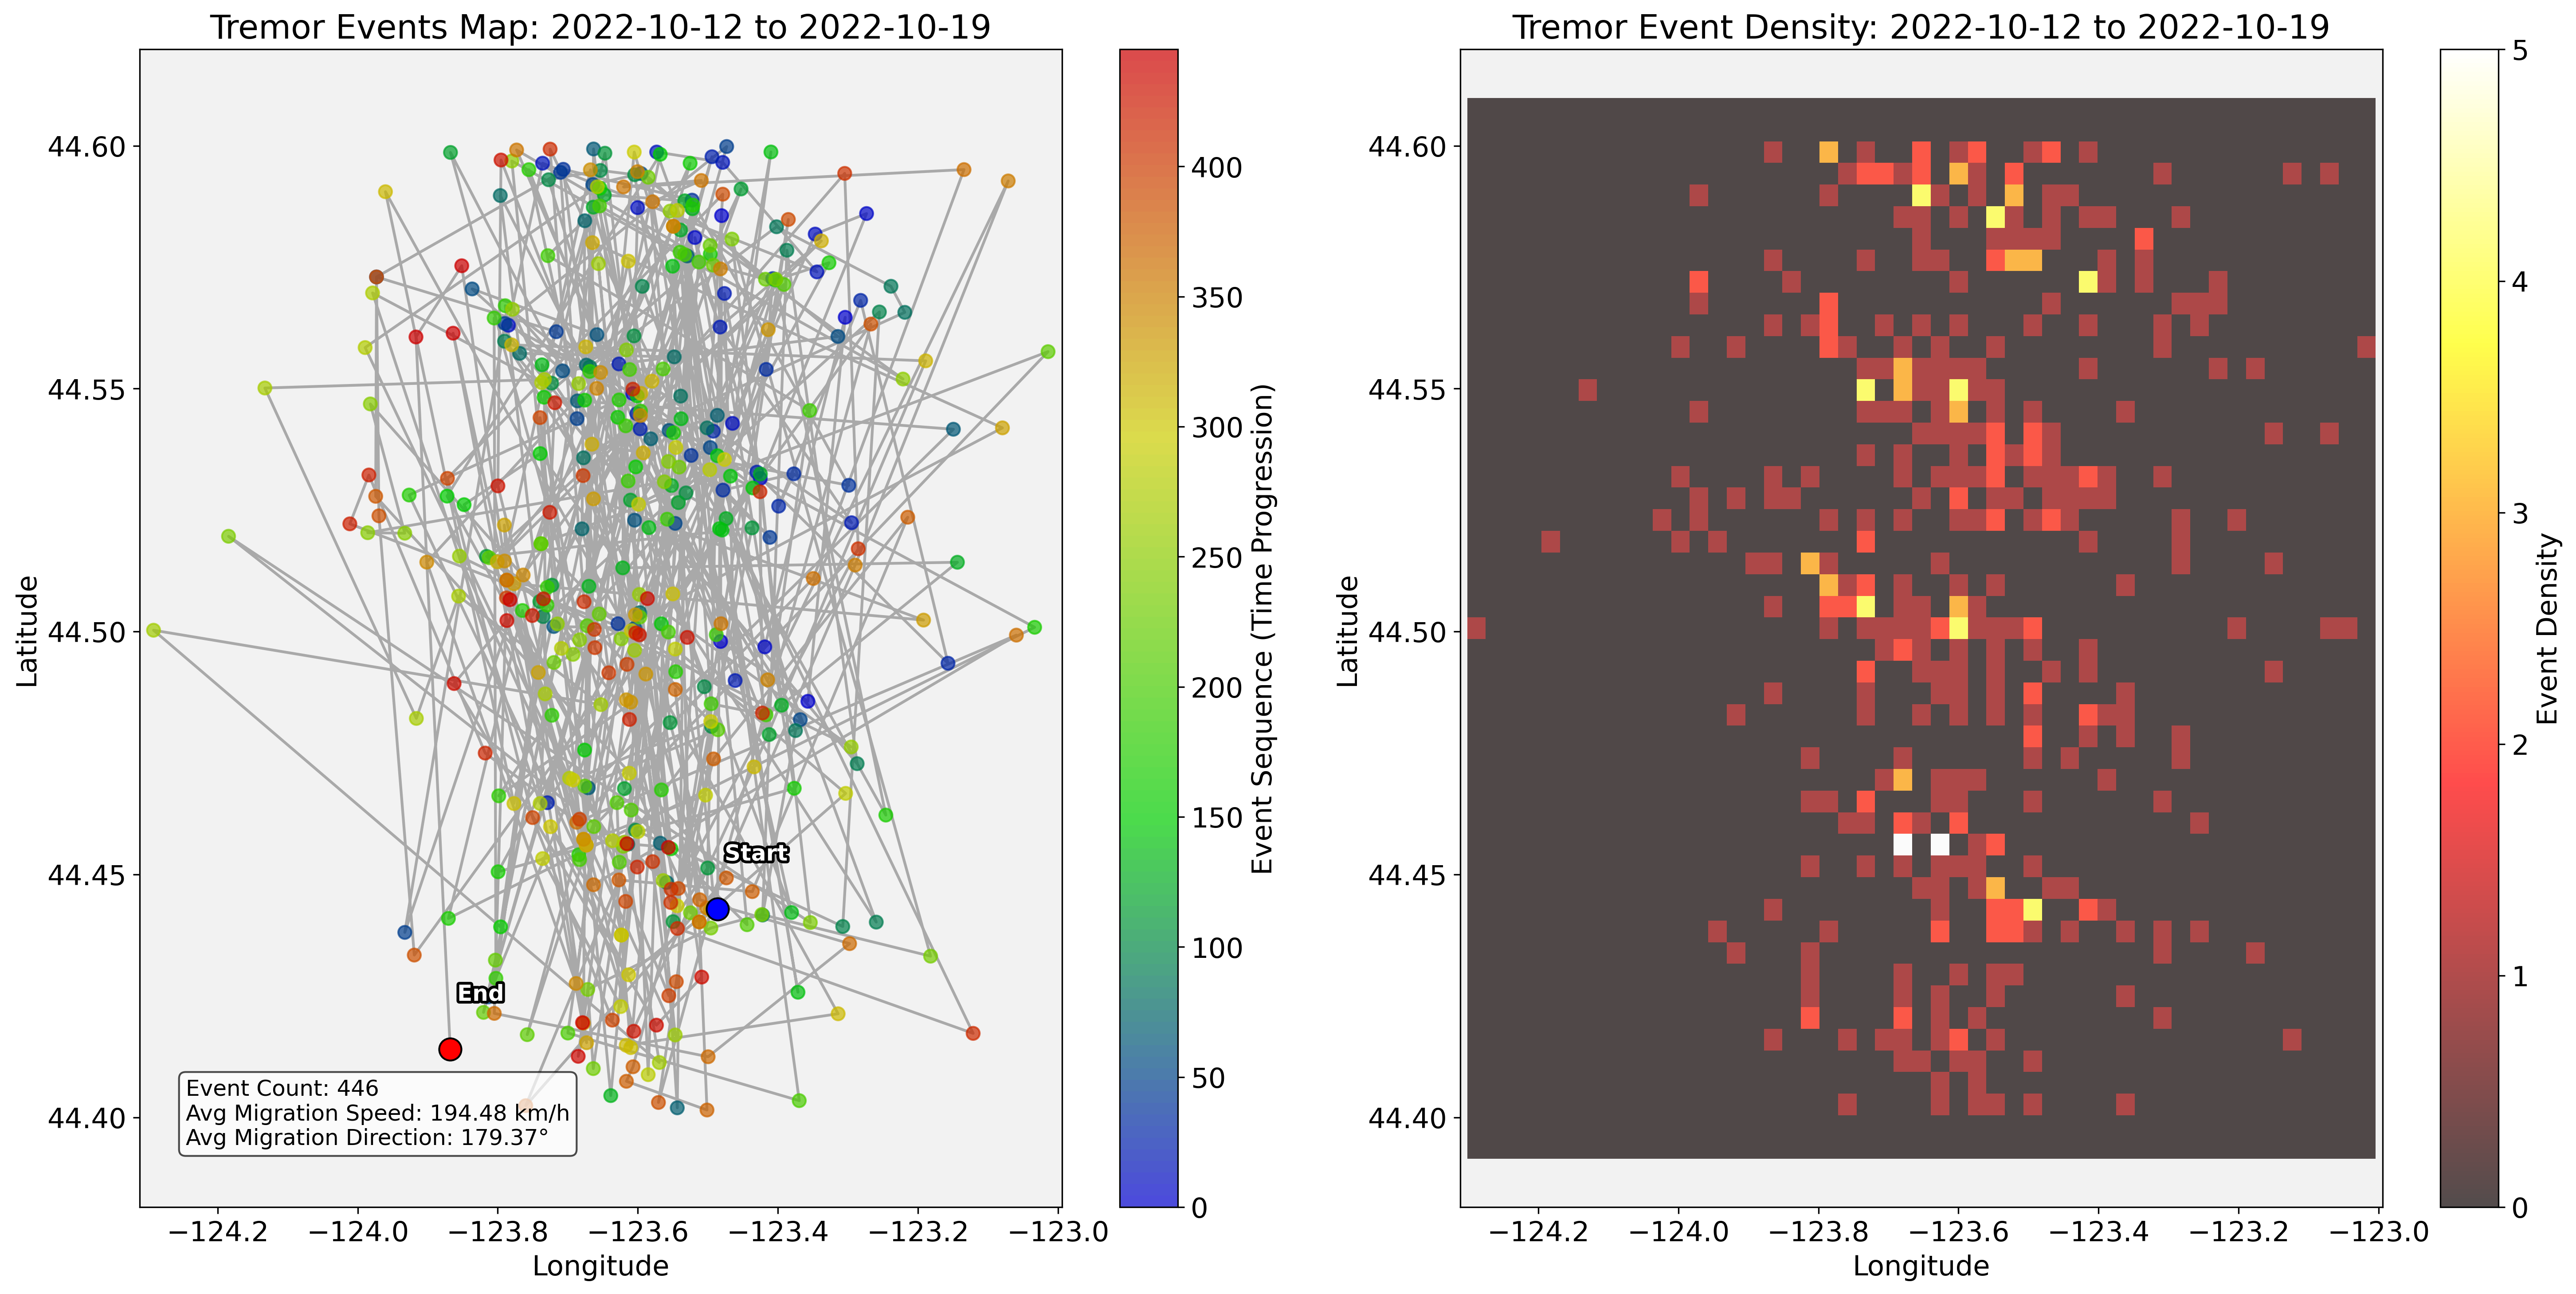 Tremor Events Map: 2022-10-12 to 2022-10-19
Latitude
44.60
44.55
44.50
44.45
44.40
Start
End
Event Count: 446
Avg Migration Speed: 194.48 km/h
Avg Migration Direction: 179.37°
−124.2 −124.0 −123.8 −123.6 −123.4 −123.2 −123.0
Longitude
400
350
300
250
200
150
100
50
0
Event Sequence (Time Progression)
Tremor Event Density: 2022-10-12 to 2022-10-19
Latitude
44.60
44.55
44.50
44.45
44.40
−124.2 −124.0 −123.8 −123.6 −123.4 −123.2 −123.0
Longitude
5
4
3
2
1
0
Event Density